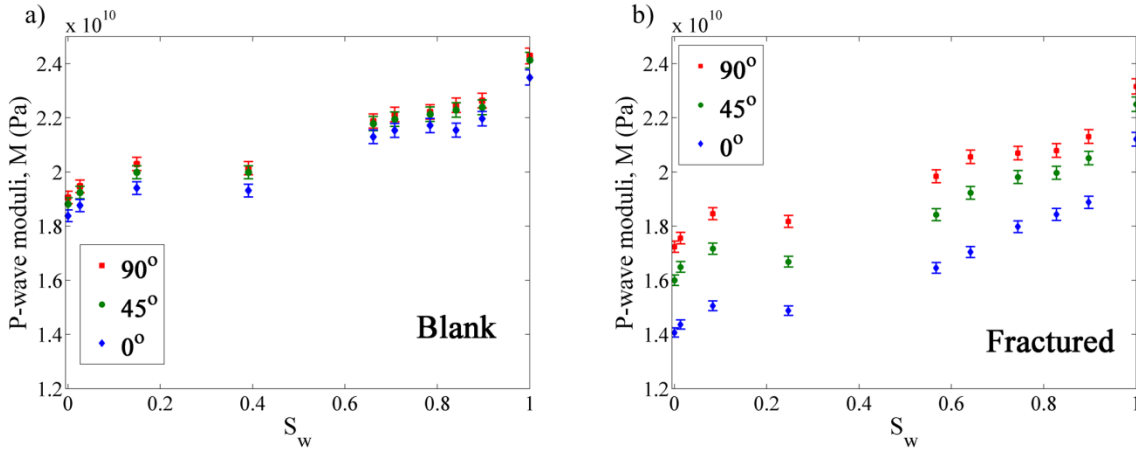 a)
x 10^10
2.4
2.2
2
1.8
1.6
1.4
1.2
P-wave moduli, M (Pa)
90°
45°
0°
Blank
0 0.2 0.4 0.6 0.8 1
S_w
b)
x 10^10
2.4
2.2
2
1.8
1.6
1.4
1.2
P-wave moduli, M (Pa)
90°
45°
0°
Fractured
0 0.2 0.4 0.6 0.8 1
S_w